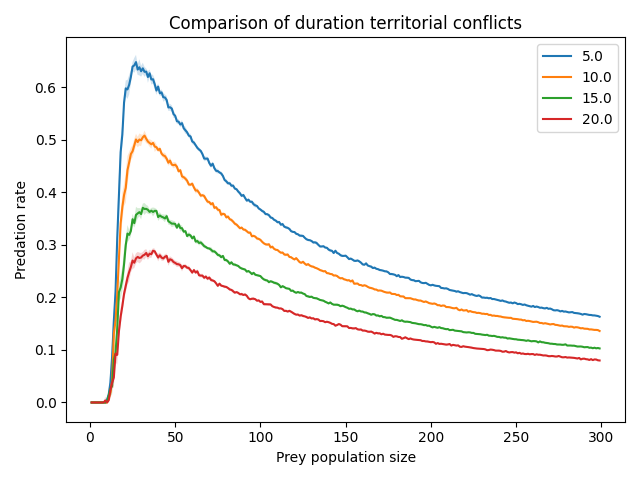 Comparison of duration territorial conflicts
5.0
10.0
15.0
20.0
Predation rate
0.6
0.5
0.4
0.3
0.2
0.1
0.0
0 50 100 150 200 250 300
Prey population size